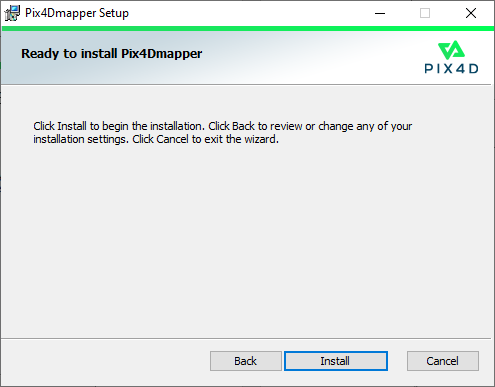 Pix4Dmapper Setup
Ready to install Pix4Dmapper
PIX4D
Click Install to begin the installation. Click Back to review or change any of your
installation settings. Click Cancel to exit the wizard.
Back
Install
Cancel